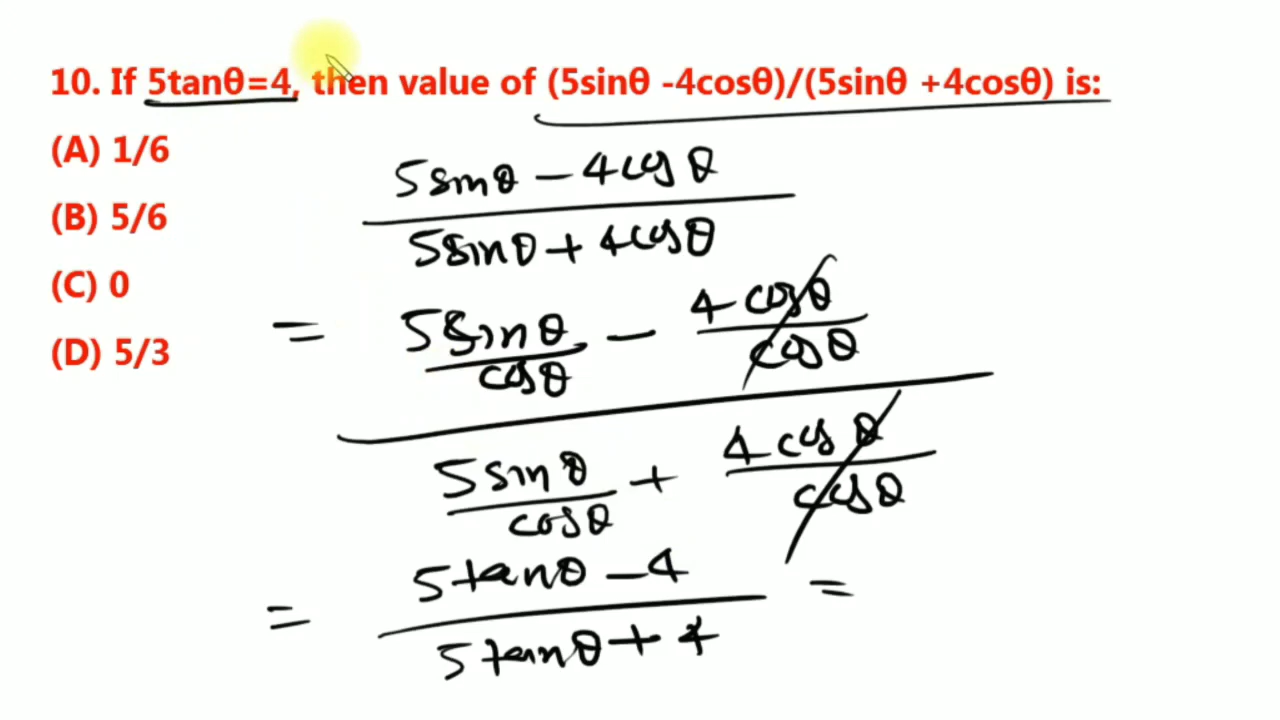 10. If 5tanθ=4, then value of (5sinθ -4cosθ)/(5sinθ +4cosθ) is:
(A) 1/6
(B) 5/6
(C) 0
(D) 5/3
5sinθ – 4cosθ
5sinθ + 4cosθ
= 5sinθ – 4cosθ
cosθ cosθ
5sinθ + 4cosθ
cosθ cosθ
= 5tanθ – 4 =
5tanθ + 4